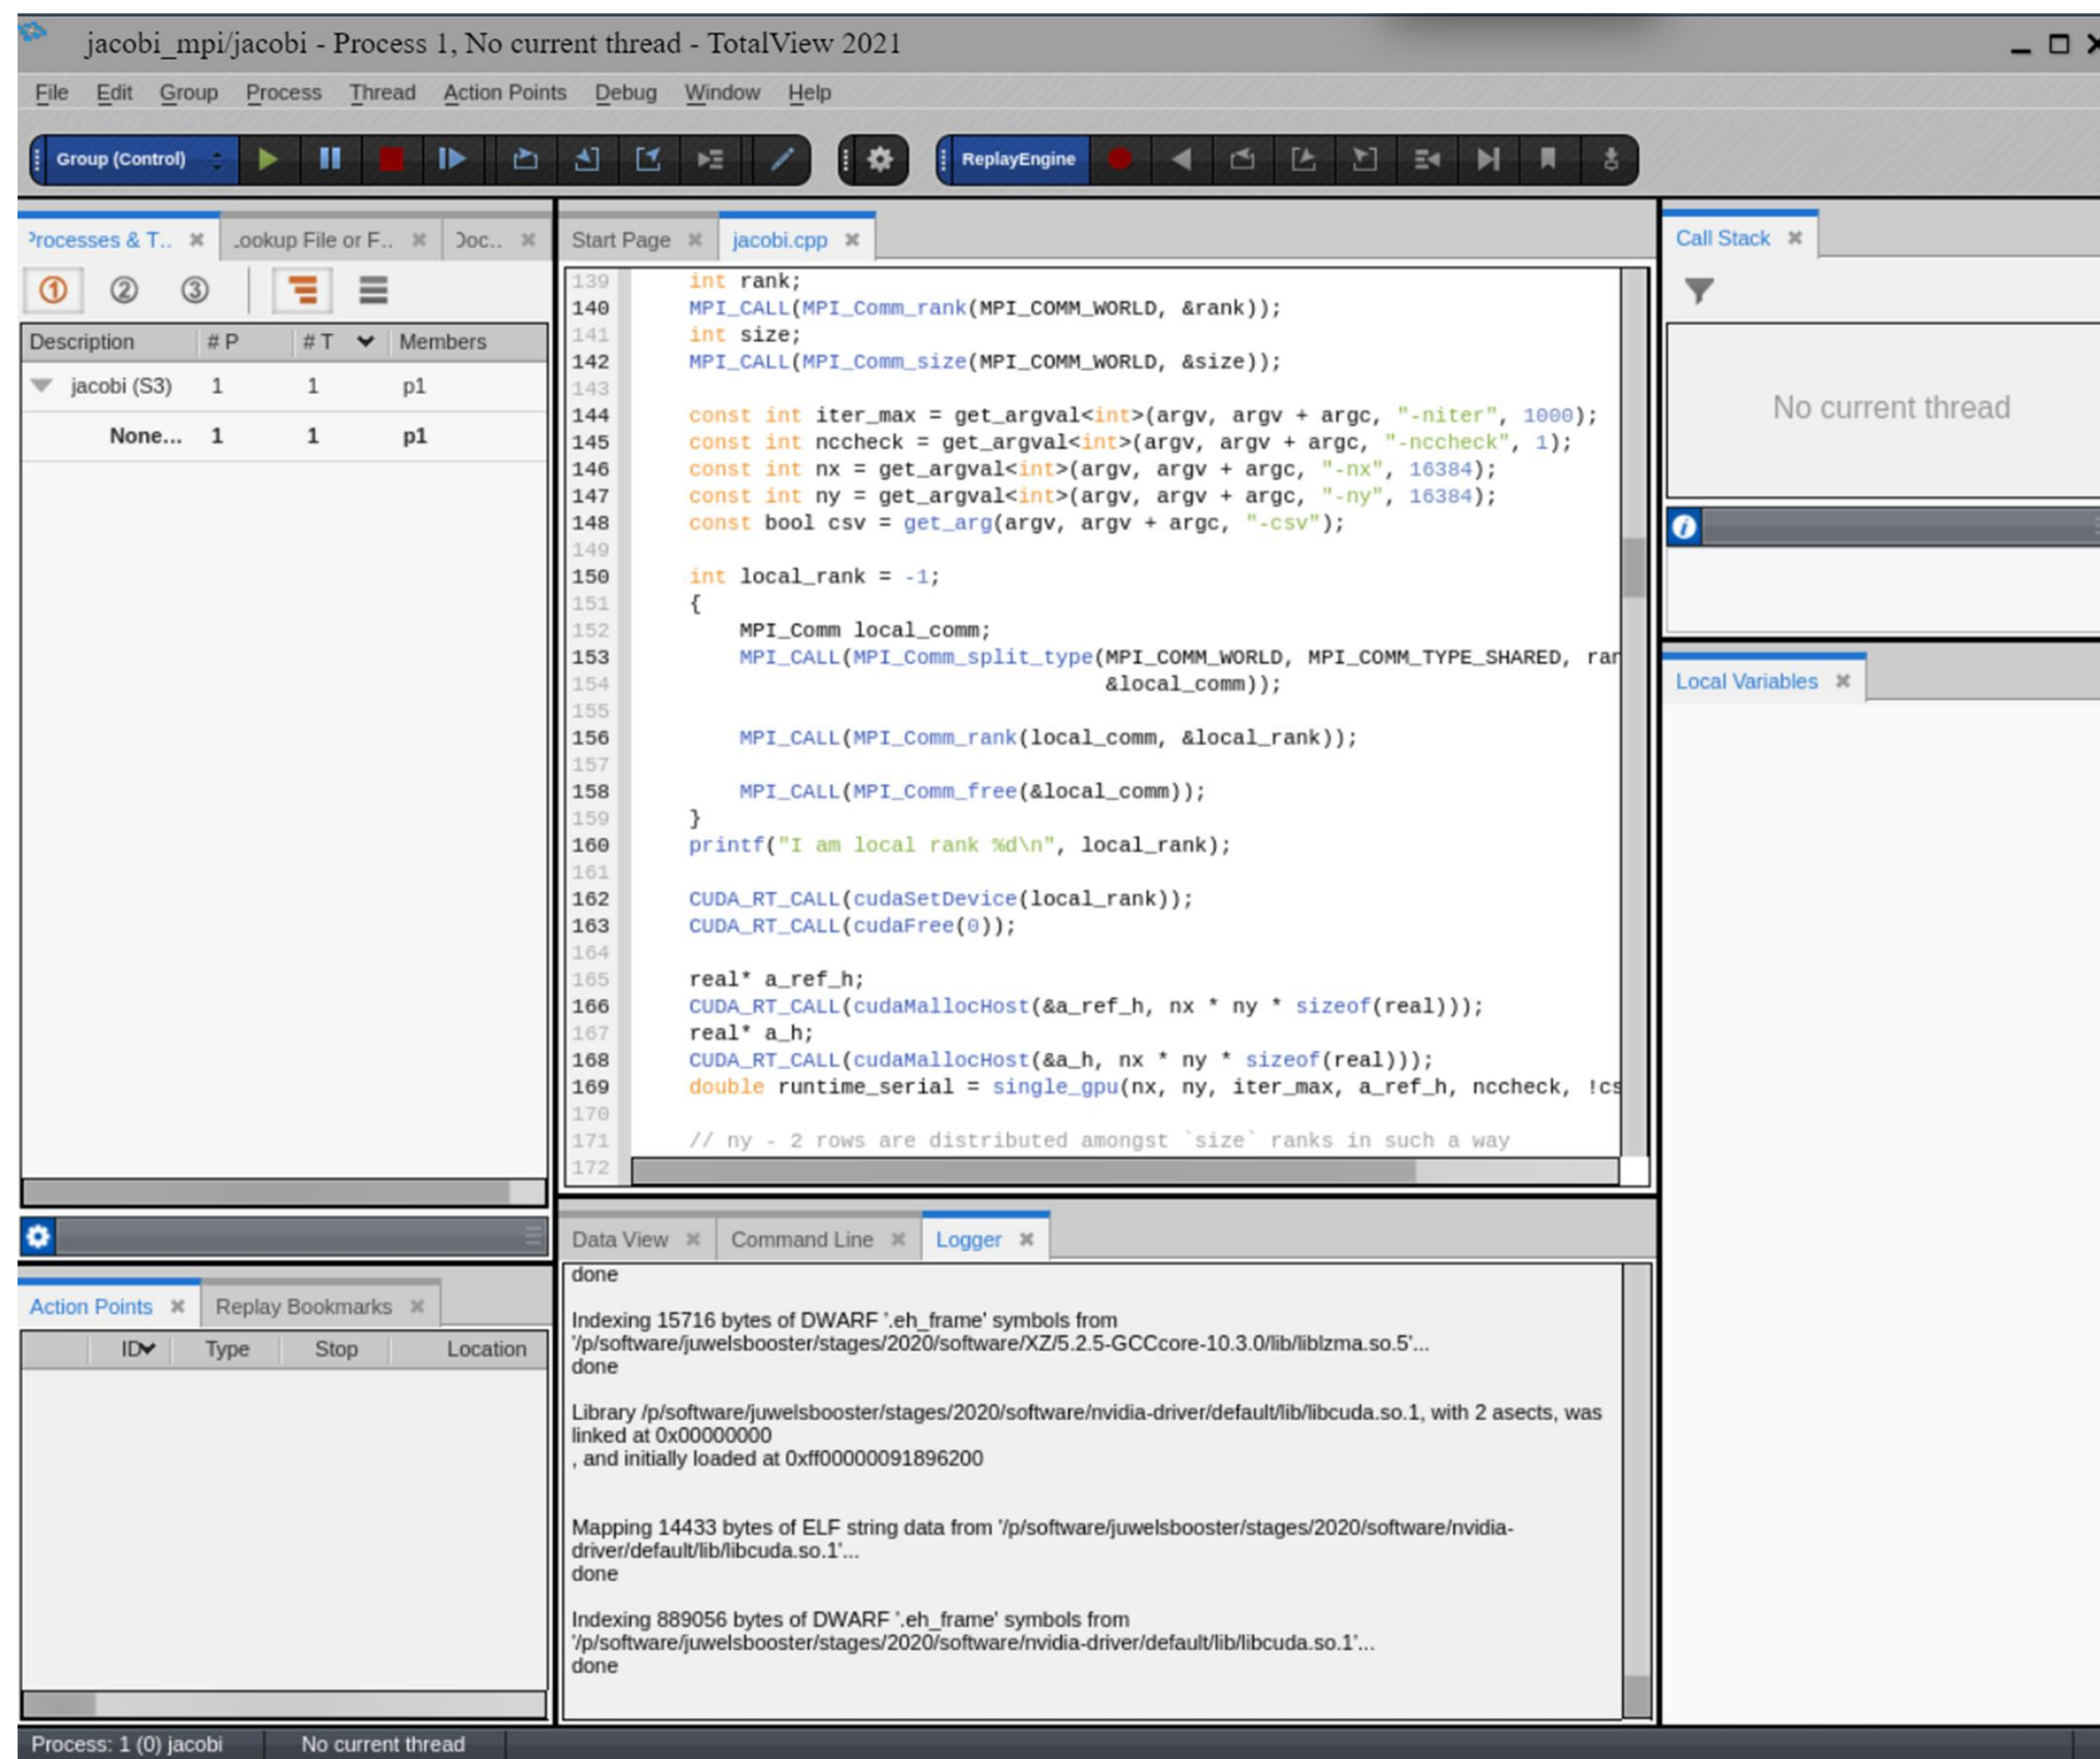 jacobi_mpi/jacobi - Process 1, No current thread - TotalView 2021
File Edit Group Process Thread Action Points Debug Window Help
Group (Control) ReplayEngine
Processes & T.. Lookup File or F.. Doc..
1 2 3
Description # P # T Members
jacobi (S3) 1 1 p1
None... 1 1 p1
Start Page jacobi.cpp
139 int rank;
140 MPI_CALL(MPI_Comm_rank(MPI_COMM_WORLD, &rank));
141 int size;
142 MPI_CALL(MPI_Comm_size(MPI_COMM_WORLD, &size));
143
144 const int iter_max = get_argval<int>(argv, argv + argc, "-niter", 1000);
145 const int nccheck = get_argval<int>(argv, argv + argc, "-nccheck", 1);
146 const int nx = get_argval<int>(argv, argv + argc, "-nx", 16384);
147 const int ny = get_argval<int>(argv, argv + argc, "-ny", 16384);
148 const bool csv = get_arg(argv, argv + argc, "-csv");
149
150 int local_rank = -1;
151 {
152 MPI_Comm local_comm;
153 MPI_CALL(MPI_Comm_split_type(MPI_COMM_WORLD, MPI_COMM_TYPE_SHARED, ran
154 &local_comm));
155
156 MPI_CALL(MPI_Comm_rank(local_comm, &local_rank));
157
158 MPI_CALL(MPI_Comm_free(&local_comm));
159 }
160 printf("I am local rank %d\n", local_rank);
161
162 CUDA_RT_CALL(cudaSetDevice(local_rank));
163 CUDA_RT_CALL(cudaFree(0));
164
165 real* a_ref_h;
166 CUDA_RT_CALL(cudaMallocHost(&a_ref_h, nx * ny * sizeof(real)));
167 real* a_h;
168 CUDA_RT_CALL(cudaMallocHost(&a_h, nx * ny * sizeof(real)));
169 double runtime_serial = single_gpu(nx, ny, iter_max, a_ref_h, nccheck, !cs
170
171 // ny - 2 rows are distributed amongst `size` ranks in such a way
172
Call Stack
No current thread
Local Variables
Action Points Replay Bookmarks
ID Type Stop Location
Data View Command Line Logger
done
Indexing 15716 bytes of DWARF '.eh_frame' symbols from
'/p/software/juwelsbooster/stages/2020/software/XZ/5.2.5-GCCcore-10.3.0/lib/liblzma.so.5'...
done
Library /p/software/juwelsbooster/stages/2020/software/nvidia-driver/default/lib/libcuda.so.1, with 2 asects, was
linked at 0x00000000
, and initially loaded at 0xff00000091896200
Mapping 14433 bytes of ELF string data from '/p/software/juwelsbooster/stages/2020/software/nvidia-
driver/default/lib/libcuda.so.1'...
done
Indexing 889056 bytes of DWARF '.eh_frame' symbols from
'/p/software/juwelsbooster/stages/2020/software/nvidia-driver/default/lib/libcuda.so.1'...
done
Process: 1 (0) jacobi No current thread